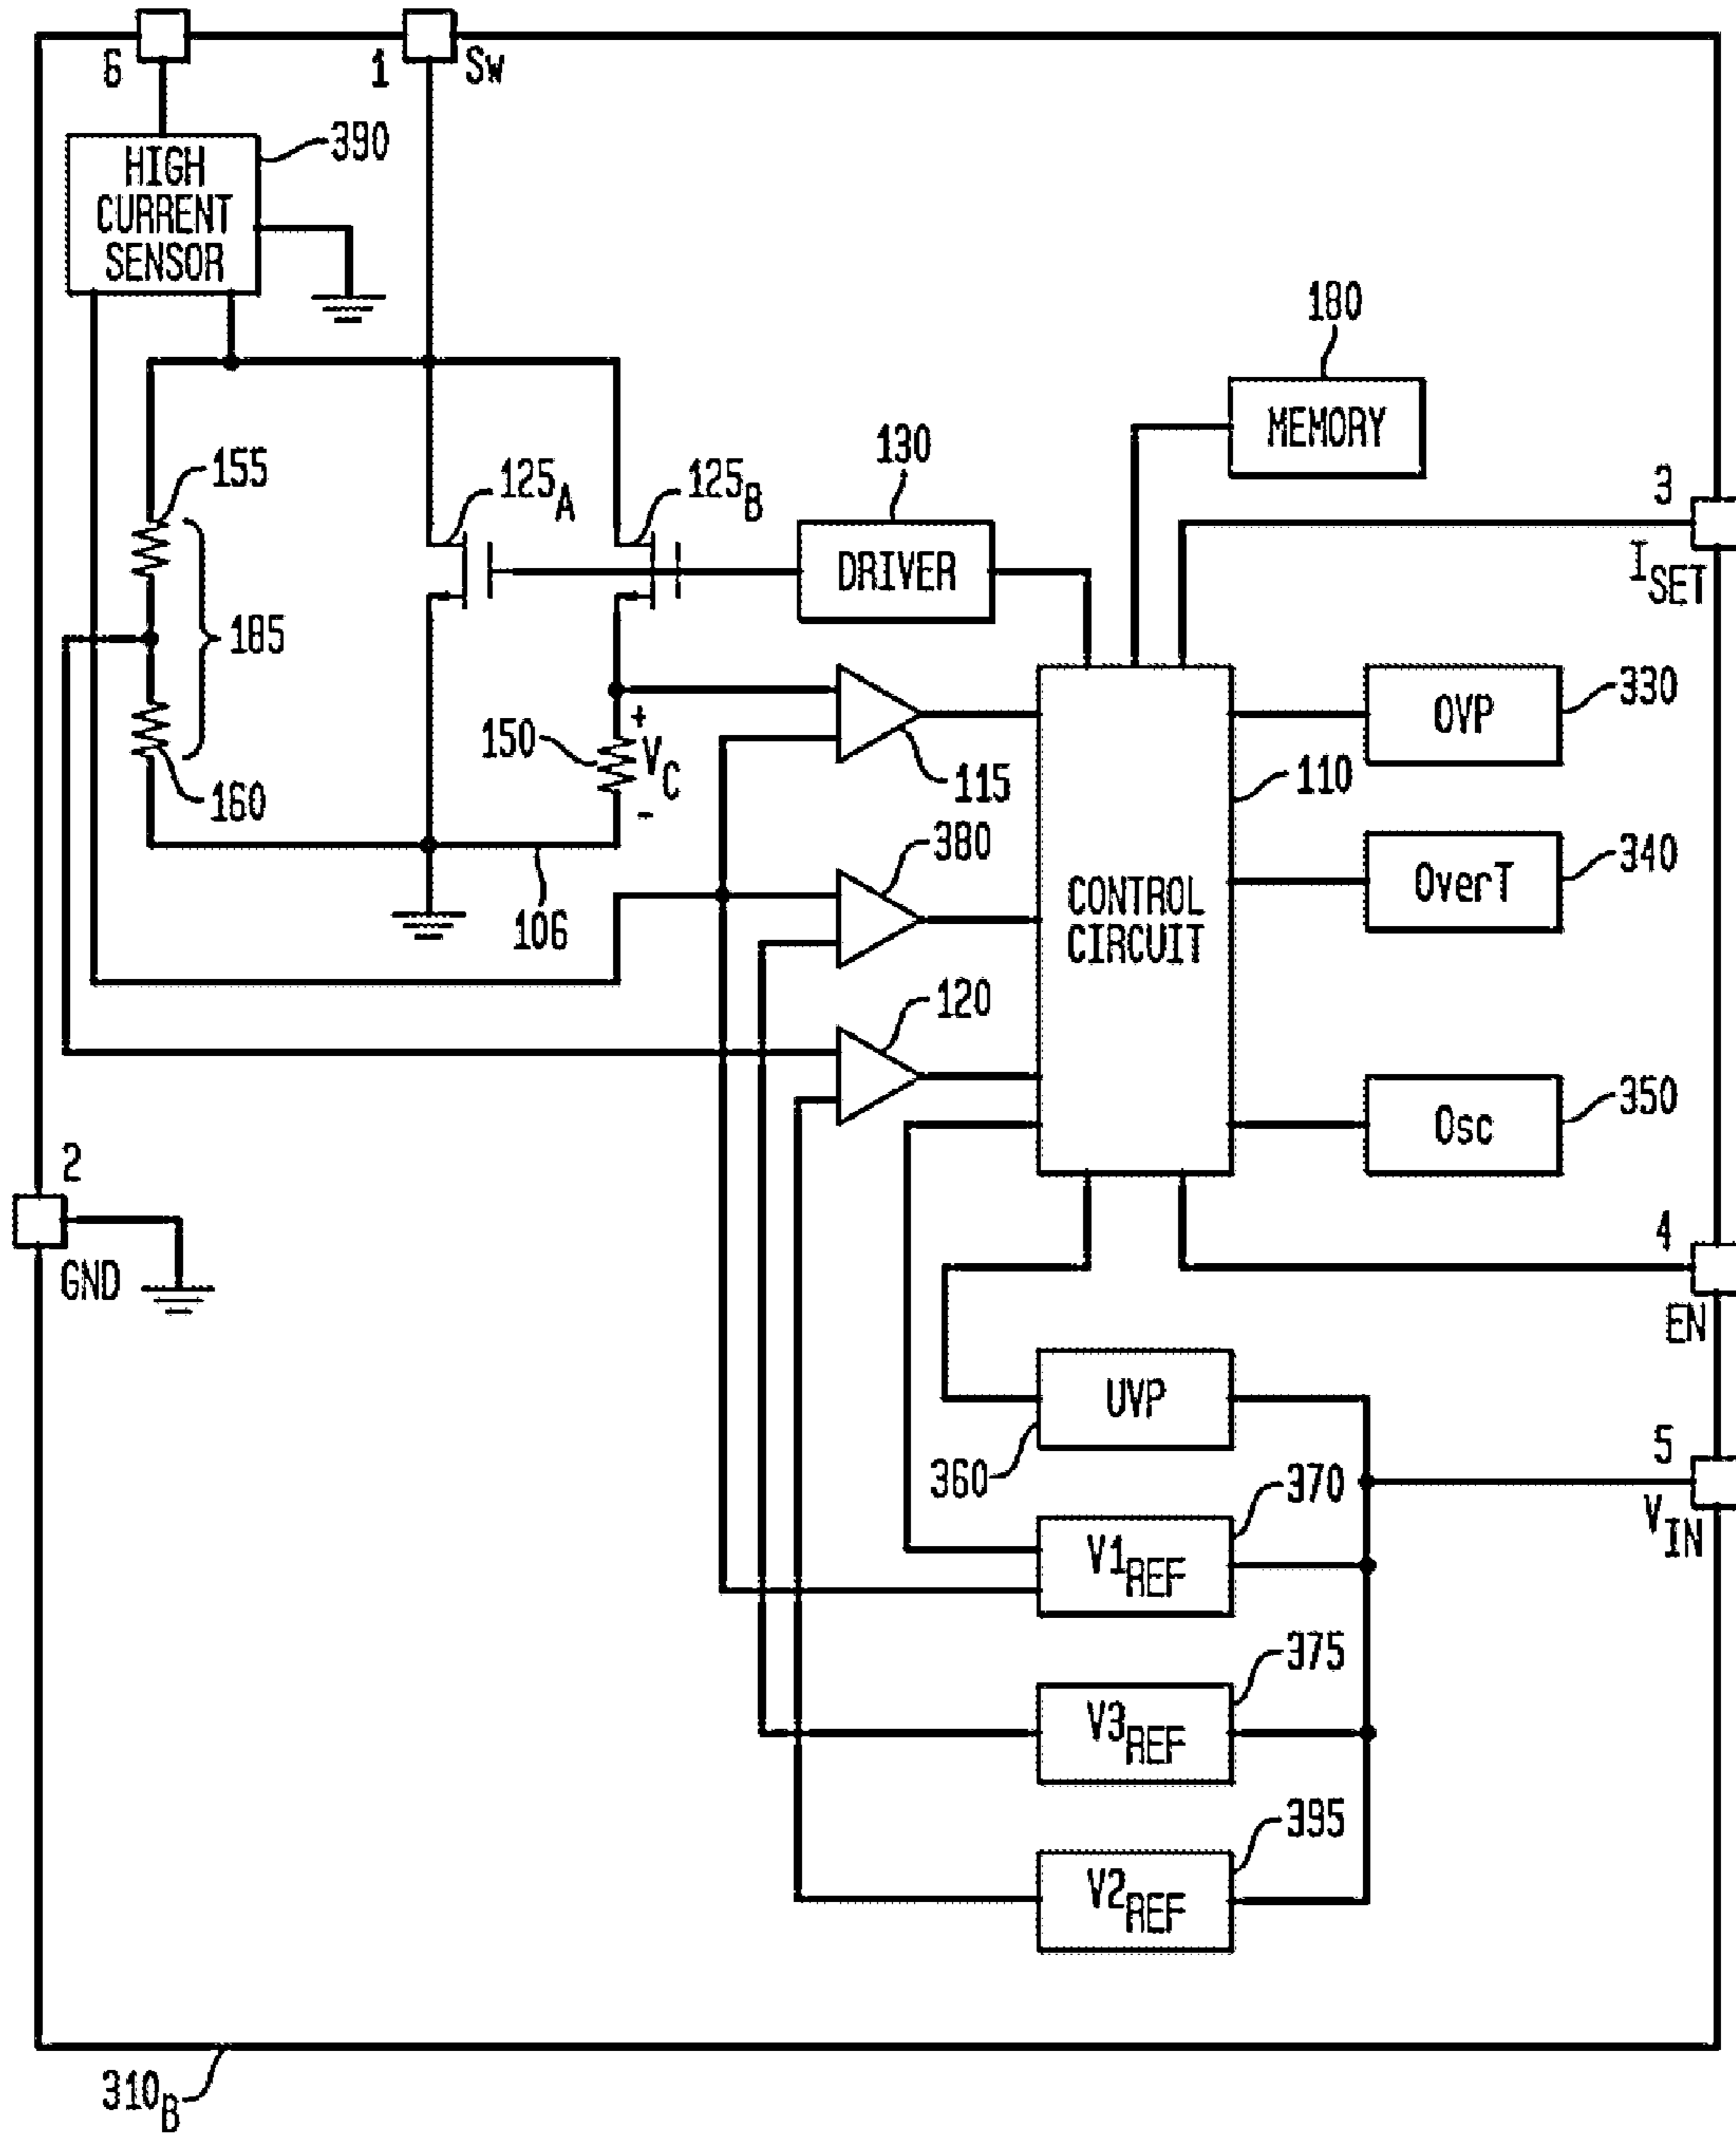 6
1
Sw
HIGH
CURRENT
SENSOR
390
180
MEMORY
130
DRIVER
3
I SET
155
125A
125B
185
150
+
VC
-
160
106
115
380
120
110
CONTROL
CIRCUIT
OVP
330
OverT
340
Osc
350
2
GND
4
EN
UVP
360
5
VIN
370
V1REF
375
V3REF
395
V2REF
310B